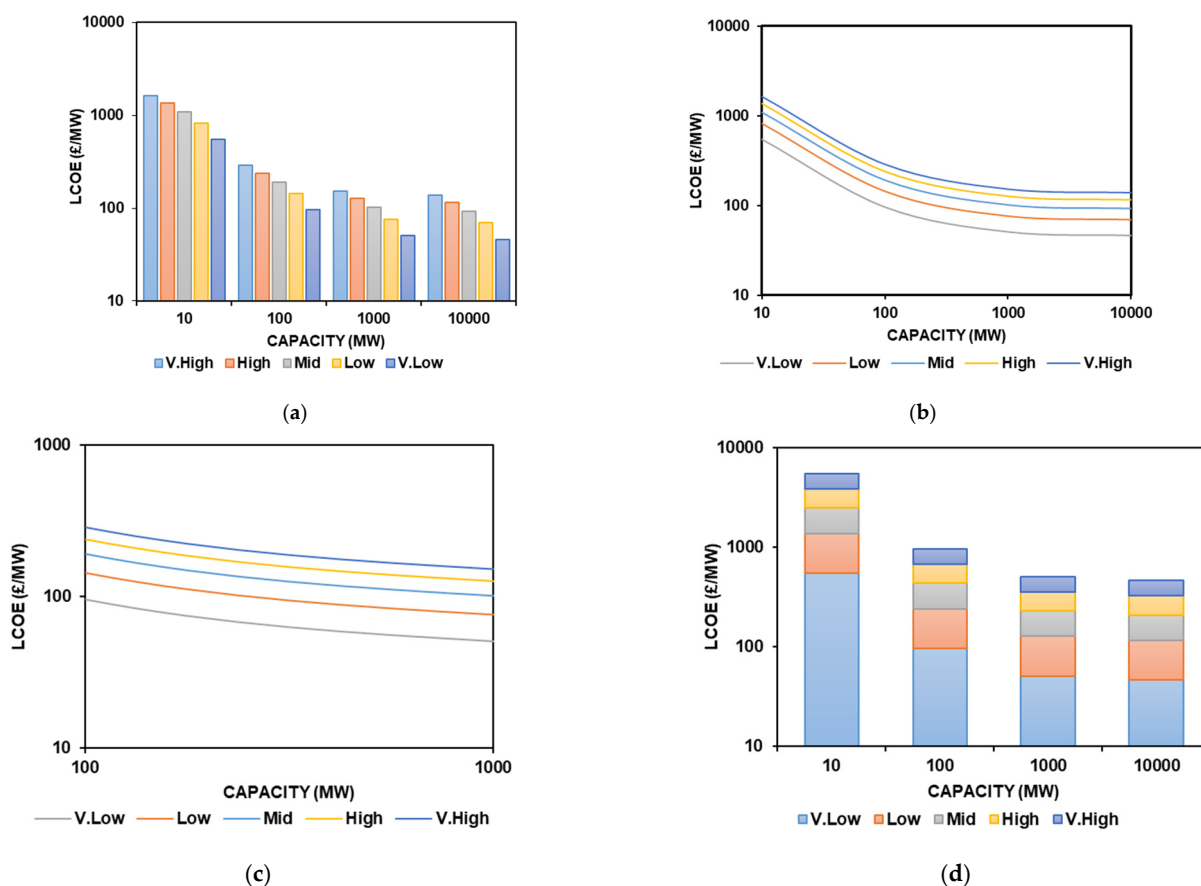 10000
1000
100
10
LCOE (£/MW)
10 100 1000 10000
CAPACITY (MW)
V.High High Mid Low V.Low
(a)
10000
1000
100
10
LCOE (£/MW)
10 100 1000 10000
CAPACITY (MW)
V.Low Low Mid High V.High
(b)
1000
100
10
LCOE (£/MW)
100 1000
CAPACITY (MW)
V.Low Low Mid High V.High
(c)
10000
1000
100
10
LCOE (£/MW)
10 100 1000 10000
CAPACITY (MW)
V.Low Low Mid High V.High
(d)